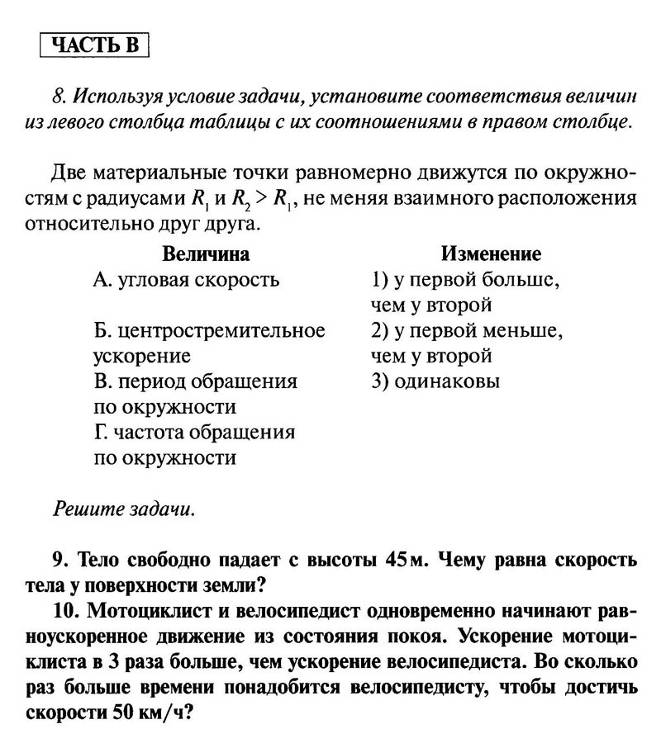 ЧАСТЬ В
8. Используя условие задачи, установите соответствия величин
из левого столбца таблицы с их соотношениями в правом столбце.
Две материальные точки равномерно движутся по окружно-
стям с радиусами R₁ и R₂ > R₁, не меняя взаимного расположения
относительно друг друга.
Величина Изменение
А. угловая скорость 1) у первой больше,
чем у второй
Б. центростремительное 2) у первой меньше,
ускорение чем у второй
В. период обращения 3) одинаковы
по окружности
Г. частота обращения
по окружности
Решите задачи.
9. Тело свободно падает с высоты 45 м. Чему равна скорость
тела у поверхности земли?
10. Мотоциклист и велосипедист одновременно начинают рав-
ноускоренное движение из состояния покоя. Ускорение мотоци-
клиста в 3 раза больше, чем ускорение велосипедиста. Во сколько
раз больше времени понадобится велосипедисту, чтобы достичь
скорости 50 км/ч?